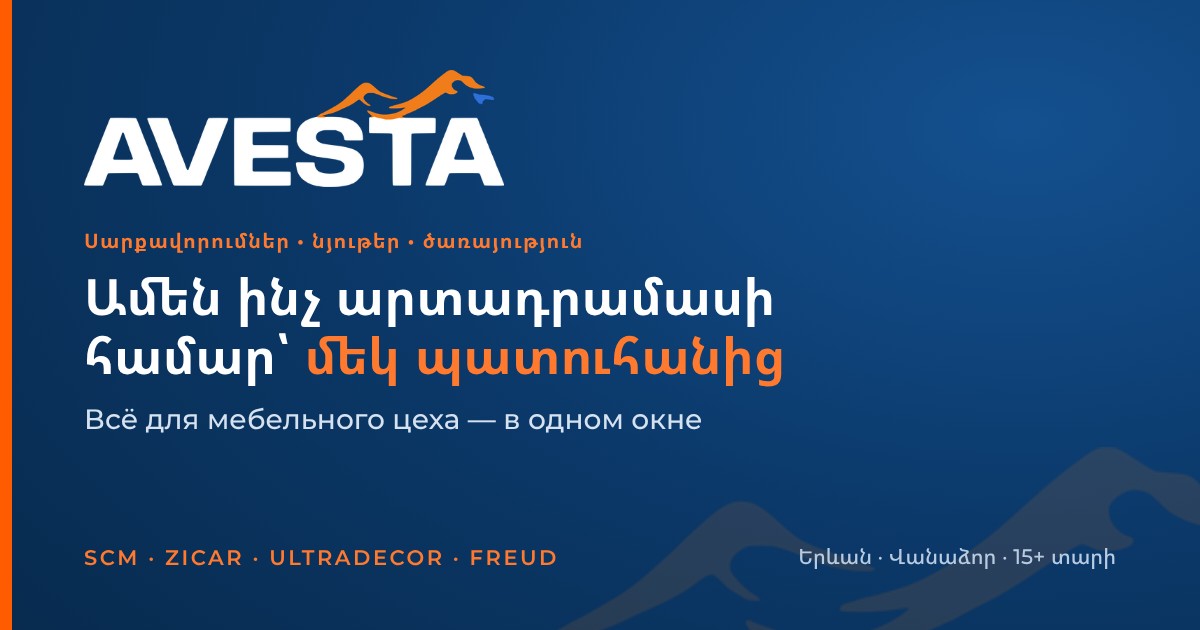 AVESTA
Սարքավորումներ • նյութեր • ծառայություն
Ամեն ինչ արտադրամասի
համար՝ մեկ պատուհանից
Всё для мебельного цеха — в одном окне
SCM · ZICAR · ULTRADECOR · FREUD
Երևան · Վանաձոր · 15+ տարի